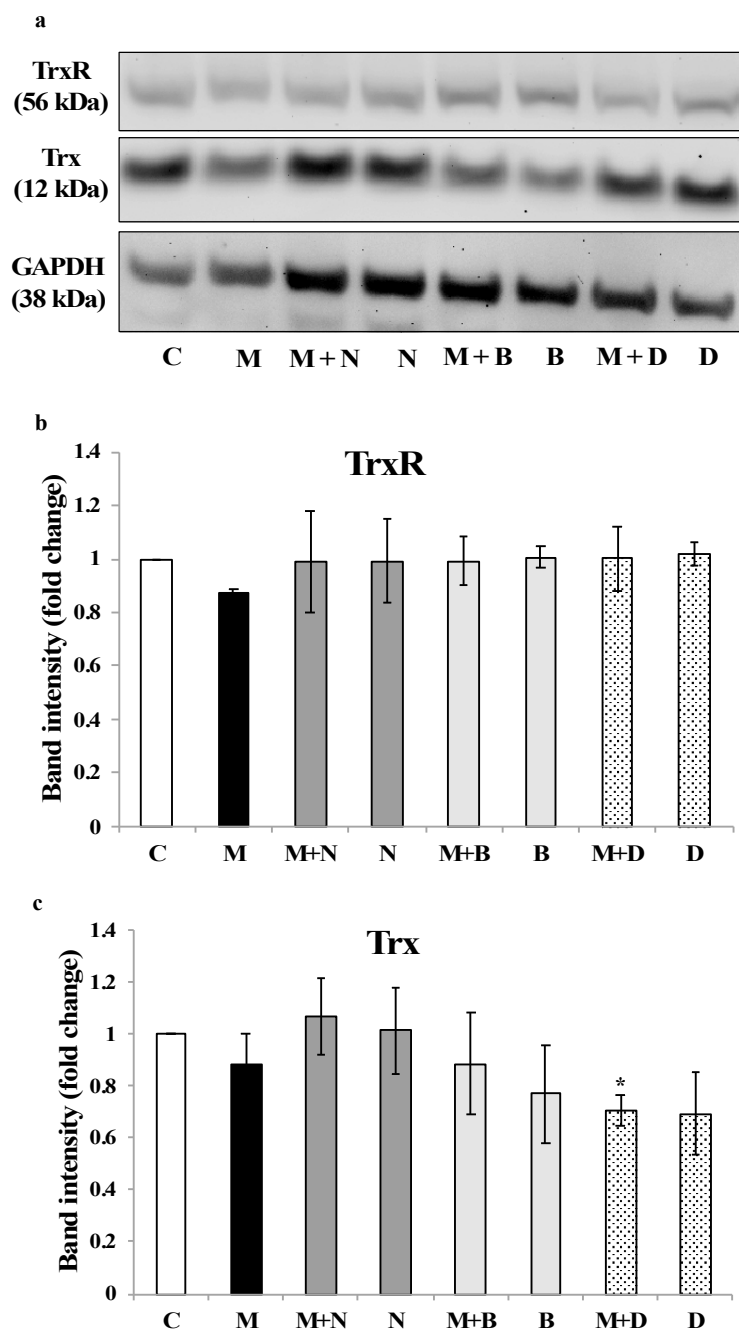 a
TrxR
(56 kDa)
Trx
(12 kDa)
GAPDH
(38 kDa)
C M M + N N M + B B M + D D
b
TrxR
Band intensity (fold change)
1.4
1.2
1
0.8
0.6
0.4
0.2
0
C M M+N N M+B B M+D D
c
Trx
Band intensity (fold change)
1.4
1.2
1
0.8
0.6
0.4
0.2
0
*
C M M+N N M+B B M+D D